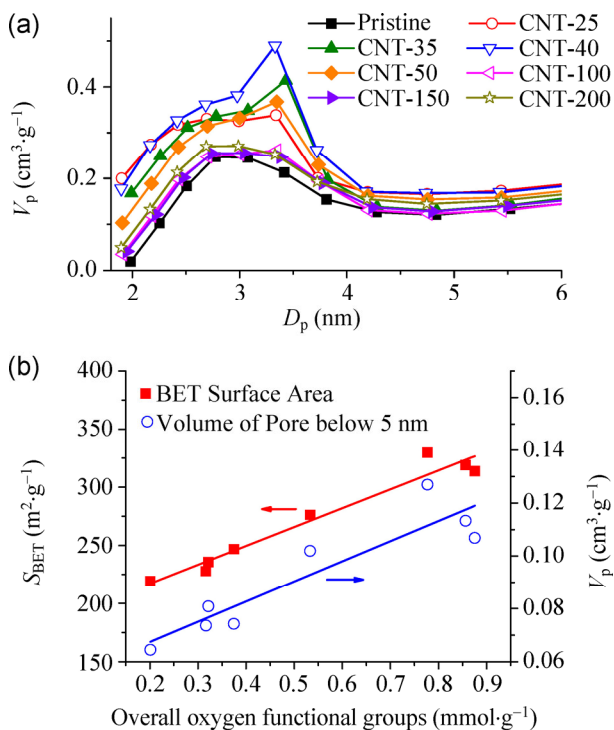 (a)
Pristine CNT-25
CNT-35 CNT-40
CNT-50 CNT-100
CNT-150 CNT-200
0.4
0.2
0.0
Vp (cm³·g⁻¹)
2 3 4 5 6
Dp (nm)
(b)
400
350
300
250
200
150
SBET (m²·g⁻¹)
BET Surface Area
Volume of Pore below 5 nm
0.16
0.14
0.12
0.10
0.08
0.06
Vp (cm³·g⁻¹)
0.1 0.2 0.3 0.4 0.5 0.6 0.7 0.8 0.9
Overall oxygen functional groups (mmol·g⁻¹)